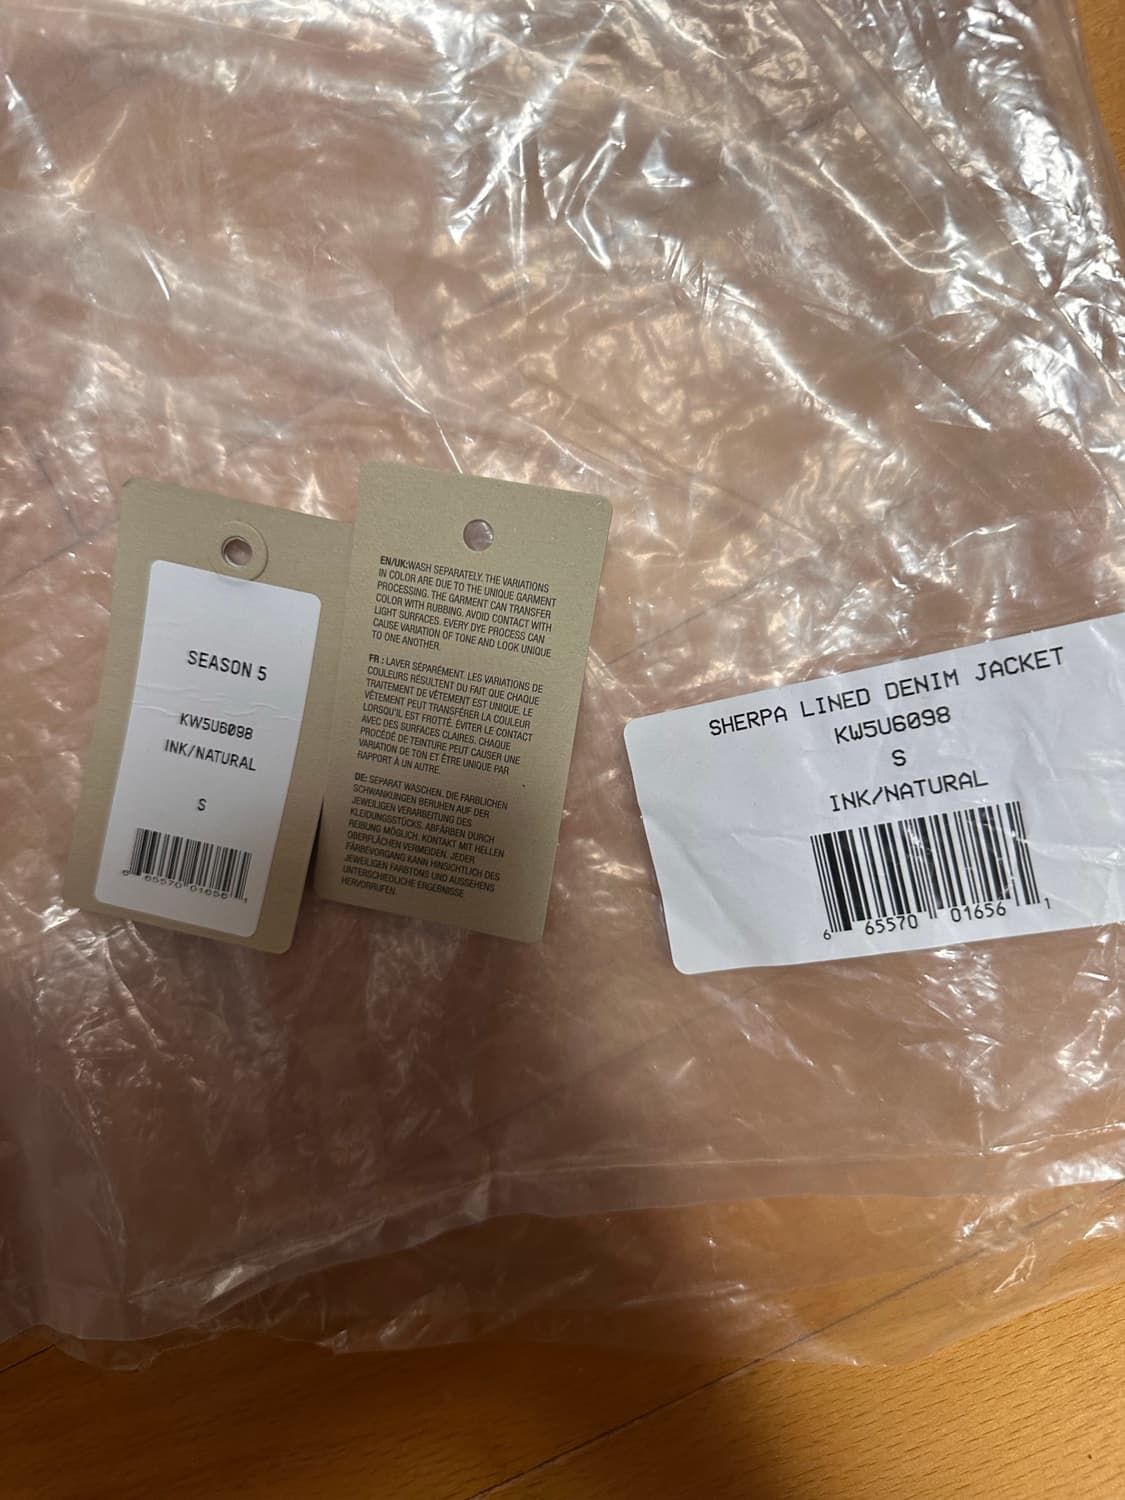 SEASON 5
KW5U6098
INK/NATURAL
S
6 65570 01656 1
EN/UK:WASH SEPARATELY. THE VARIATIONS
IN COLOR ARE DUE TO THE UNIQUE GARMENT
PROCESSING. THE GARMENT CAN TRANSFER
COLOR WITH RUBBING. AVOID CONTACT WITH
LIGHT SURFACES. EVERY DYE PROCESS CAN
CAUSE VARIATION OF TONE AND LOOK UNIQUE
TO ONE ANOTHER.
FR : LAVER SÉPARÉMENT. LES VARIATIONS DE
COULEURS RÉSULTENT DU FAIT QUE CHAQUE
TRAITEMENT DE VÊTEMENT EST UNIQUE. LE
VÊTEMENT PEUT TRANSFÉRER LA COULEUR
LORSQU'IL EST FROTTÉ. ÉVITER LE CONTACT
AVEC DES SURFACES CLAIRES. CHAQUE
PROCÉDÉ DE TEINTURE PEUT CAUSER UNE
VARIATION DE TON ET ÊTRE UNIQUE PAR
RAPPORT À UN AUTRE.
DE: SEPARAT WASCHEN. DIE FARBLICHEN
SCHWANKUNGEN BERUHEN AUF DER
JEWEILIGEN VERARBEITUNG DES
KLEIDUNGSSTÜCKS. ABFÄRBEN DURCH
REIBUNG MÖGLICH. KONTAKT MIT HELLEN
OBERFLÄCHEN VERMEIDEN. JEDER
FÄRBEVORGANG KANN HINSICHTLICH DES
JEWEILIGEN FARBTONS UND AUSSEHENS
UNTERSCHIEDLICHE ERGEBNISSE
HERVORRUFEN.
SHERPA LINED DENIM JACKET
KW5U6098
S
INK/NATURAL
6 65570 01656 1